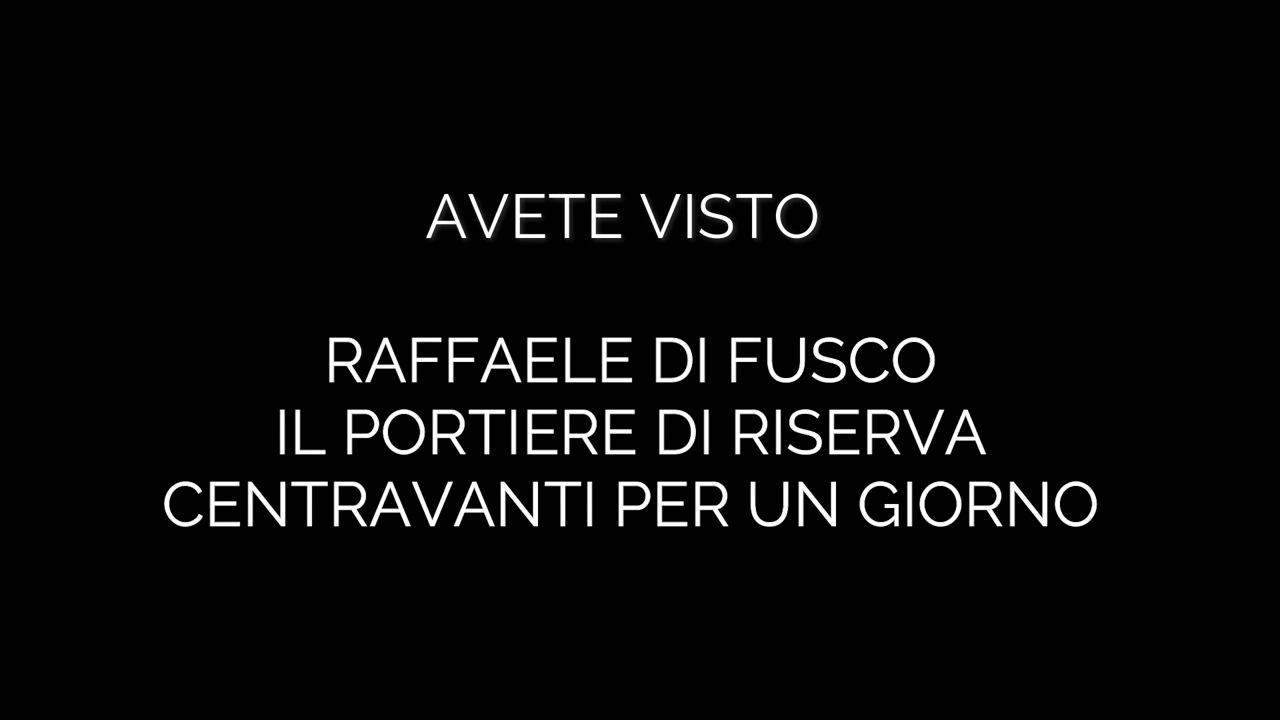 AVETE VISTO
RAFFAELE DI FUSCO
IL PORTIERE DI RISERVA
CENTRAVANTI PER UN GIORNO